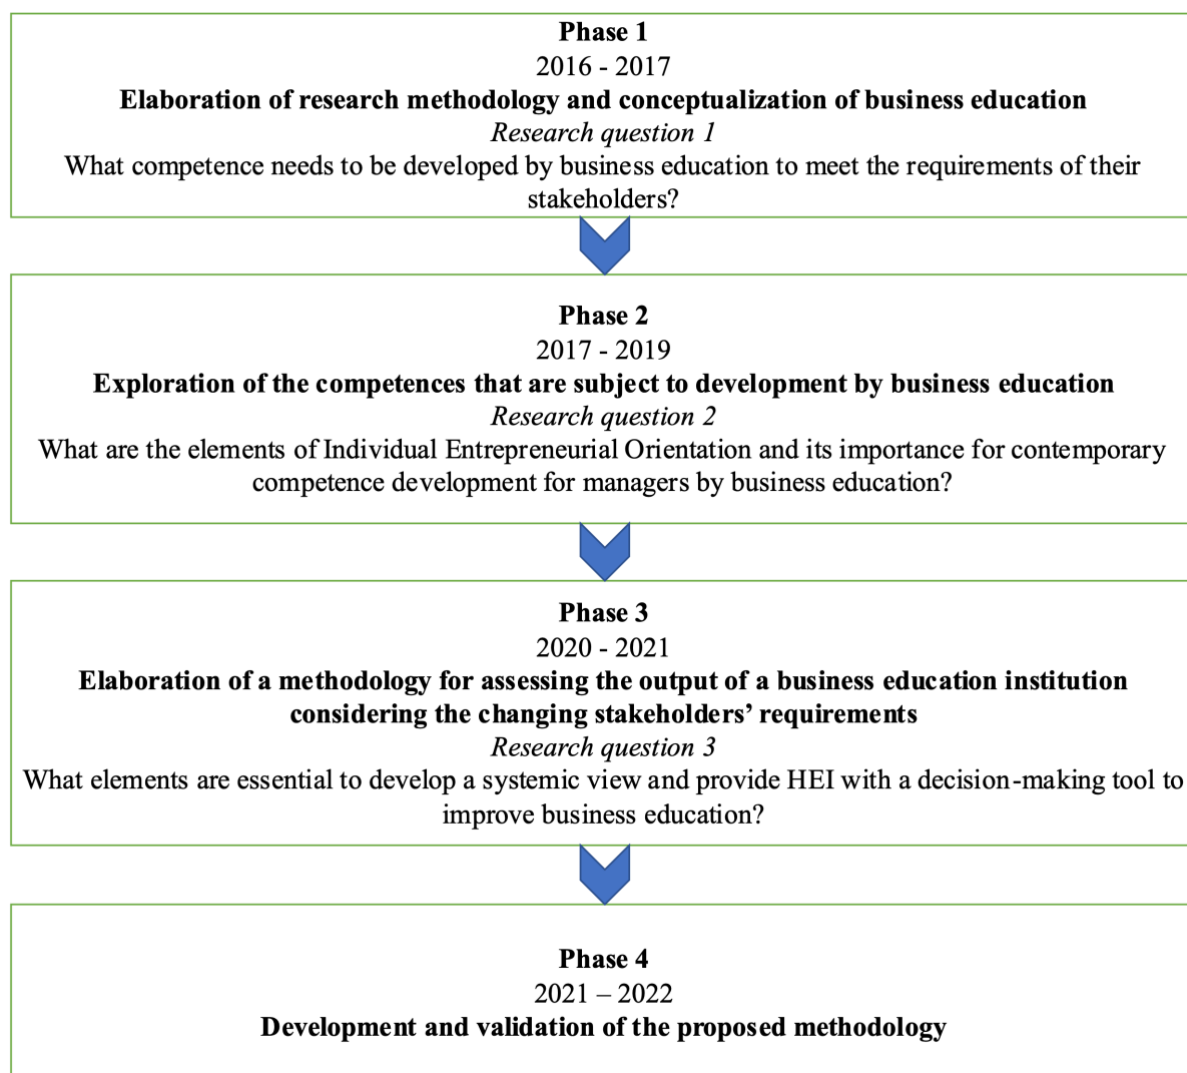 Phase 1
2016 - 2017
Elaboration of research methodology and conceptualization of business education
Research question 1
What competence needs to be developed by business education to meet the requirements of their
stakeholders?
Phase 2
2017 - 2019
Exploration of the competences that are subject to development by business education
Research question 2
What are the elements of Individual Entrepreneurial Orientation and its importance for contemporary
competence development for managers by business education?
Phase 3
2020 - 2021
Elaboration of a methodology for assessing the output of a business education institution
considering the changing stakeholders’ requirements
Research question 3
What elements are essential to develop a systemic view and provide HEI with a decision-making tool to
improve business education?
Phase 4
2021 – 2022
Development and validation of the proposed methodology